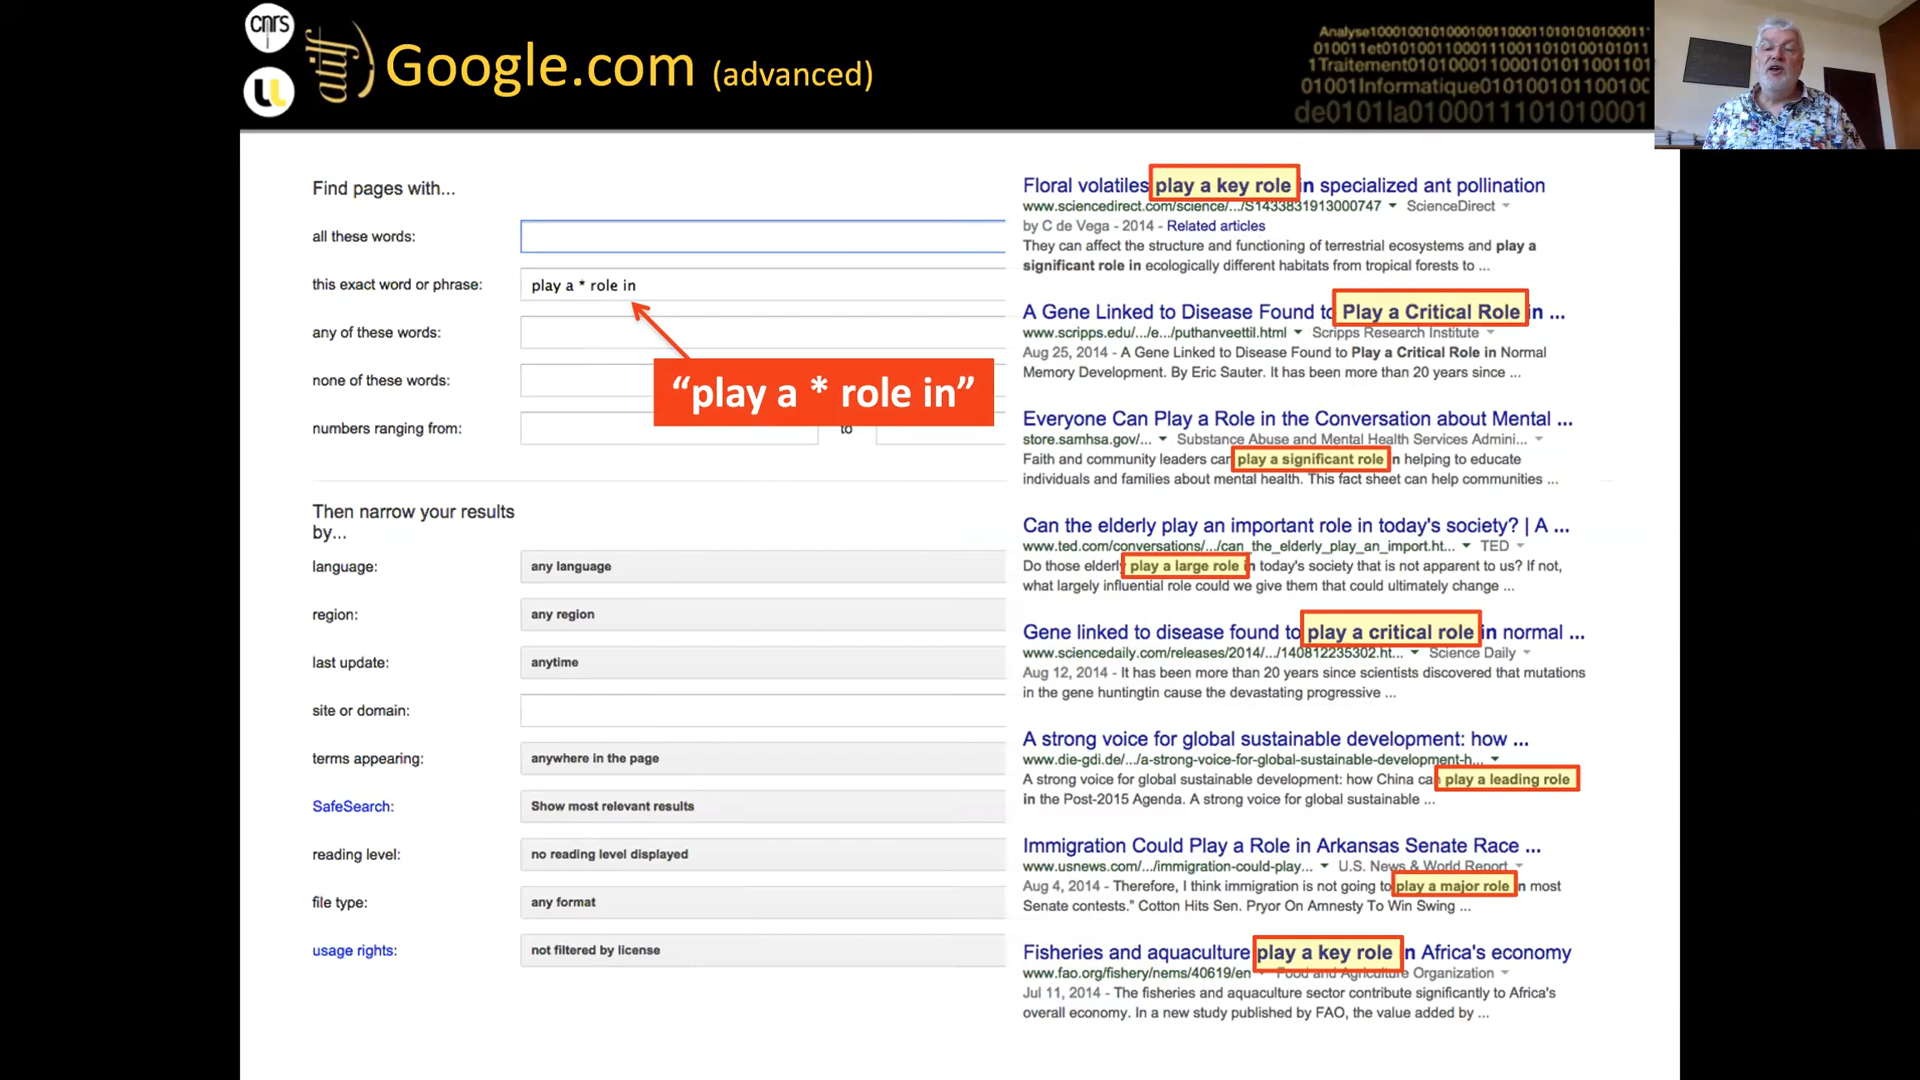 cnrs
atilf
Google.com (advanced)
Analyse1000100101000100110001101010101000011
010011et0101001100011100101001010001011
1Traitement01010100011000101011101010
01001Informatique0101001001010100
de0101la0100011101010001
Find pages with...
all these words:
this exact word or phrase: play a * role in
any of these words:
none of these words:
“play a * role in”
numbers ranging from: to
Then narrow your results
by...
language: any language
region: any region
last update: anytime
site or domain:
terms appearing: anywhere in the page
SafeSearch: Show most relevant results
reading level: no reading level displayed
file type: any format
usage rights: not filtered by license
Floral volatiles play a key role in specialized ant pollination
www.sciencedirect.com/science/.../S1433831913000747 ScienceDirect
by C de Vega - 2014 - Related articles
They can affect the structure and functioning of terrestrial ecosystems and play a
significant role in ecologically different habitats from tropical forests to ...
A Gene Linked to Disease Found to Play a Critical Role in ...
www.scripps.edu/.../e.../puthanveettil.html Scripps Research Institute
Aug 25, 2014 - A Gene Linked to Disease Found to Play a Critical Role in Normal
Memory Development. By Eric Sauter. It has been more than 20 years since ...
Everyone Can Play a Role in the Conversation about Mental ...
store.samhsa.gov/... Substance Abuse and Mental Health Services Admini...
Faith and community leaders can play a significant role in helping to educate
individuals and families about mental health. This fact sheet can help communities ...
Can the elderly play an important role in today's society? | A ...
www.ted.com/conversations/.../can_the_elderly_play_an_import.ht... TED
Do those elderly play a large role in today's society that is not apparent to us? If not,
what largely influential role could we give them that could ultimately change ...
Gene linked to disease found to play a critical role in normal ...
www.sciencedaily.com/releases/2014/.../140812235302.ht... Science Daily
Aug 12, 2014 - It has been more than 20 years since scientists discovered that mutations
in the gene huntingtin cause the devastating progressive ...
A strong voice for global sustainable development: how ...
www.die-gdi.de/.../a-strong-voice-for-global-sustainable-development-h...
A strong voice for global sustainable development: how China can play a leading role
in the Post-2015 Agenda. A strong voice for global sustainable ...
Immigration Could Play a Role in Arkansas Senate Race ...
www.usnews.com/.../immigration-could-play... U.S. News & World Report
Aug 4, 2014 - Therefore, I think immigration is not going to play a major role in most
Senate contests.” Cotton Hits Sen. Pryor On Amnesty To Win Swing ...
Fisheries and aquaculture play a key role in Africa's economy
www.fao.org/fishery/nems/40619/en Food and Agriculture Organization
Jul 11, 2014 - The fisheries and aquaculture sector contribute significantly to Africa's
overall economy. In a new study published by FAO, the value added by ...